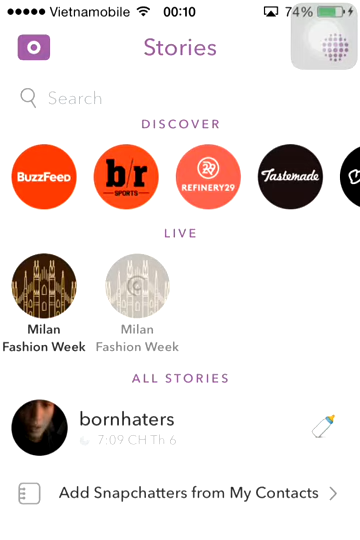 Vietnamobile 00:10 74%
Stories
Search
DISCOVER
BuzzFeed
b/r
SPORTS
R29
REFINERY29
Tastemade
LIVE
Milan
Fashion Week
Milan
Fashion Week
ALL STORIES
bornhaters
7:09 CH Th 6
Add Snapchatters from My Contacts